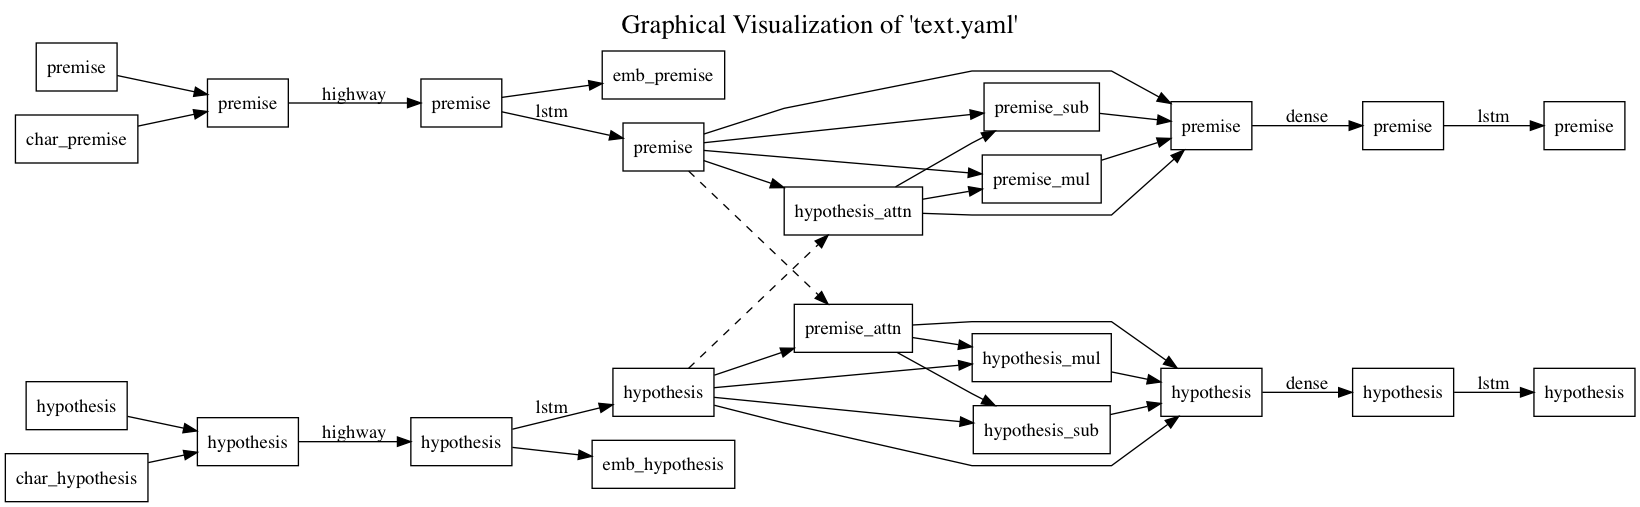 Graphical Visualization of 'text.yaml'
premise
char_premise
premise
highway
premise
emb_premise
lstm
premise
hypothesis_attn
premise_sub
premise_mul
premise
dense
premise
lstm
premise
hypothesis
char_hypothesis
hypothesis
highway
hypothesis
lstm
hypothesis
emb_hypothesis
premise_attn
hypothesis_mul
hypothesis_sub
hypothesis
dense
hypothesis
lstm
hypothesis